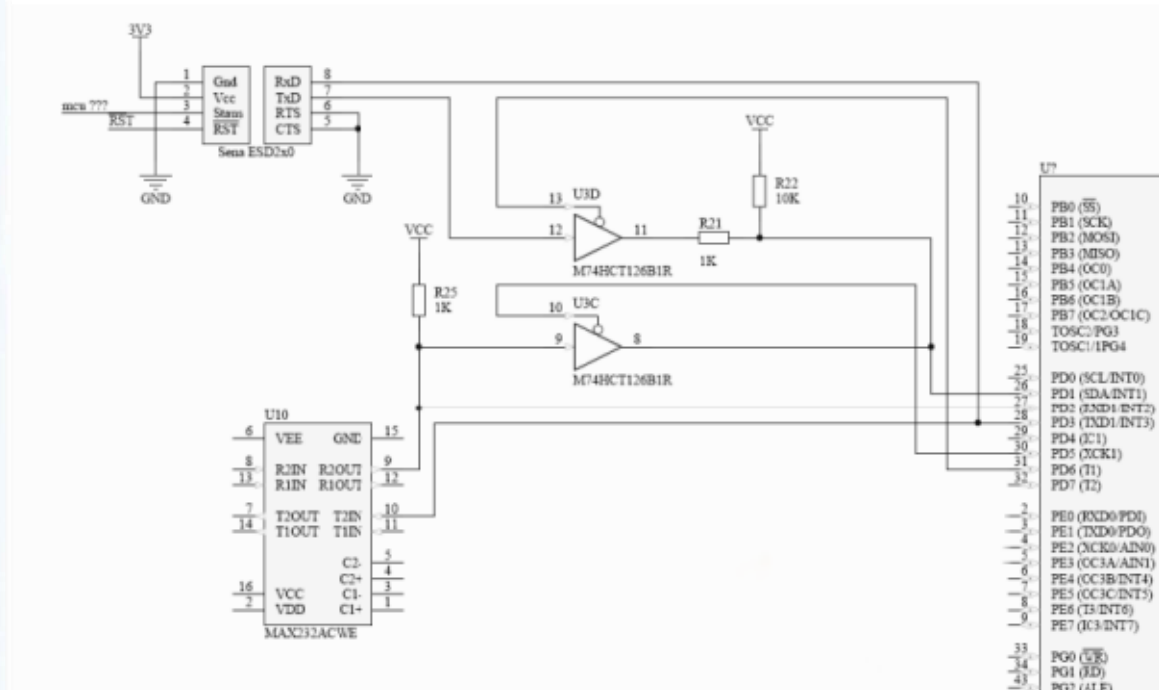 3V3
1 Gnd
2 Vcc
mcu ??? 3
RST 4 RST
RxD 8
TxD 7
RTS 6
CTS 5
Sena ESD2x0
GND
GND
VCC
R22
10K
U3D
13
12
11
R21
1K
M74HCT126B1R
VCC
R25
1K
U3C
10
9
8
M74HCT126B1R
U10
6 VEE GND 15
8 R2IN R2OUT 9
13 R1IN R1OUT 12
7 T2OUT T2IN 10
14 T1OUT T1IN 11
C2- 5
C2+ 4
16 VCC C1- 3
2 VDD C1+ 1
MAX232ACWE
U?
10 PB0 (SS)
11 PB1 (SCK)
12 PB2 (MOSI)
13 PB3 (MISO)
14 PB4 (OC0)
15 PB5 (OC1A)
16 PB6 (OC1B)
17 PB7 (OC2/OC1C)
18 TOSC2/PG3
19 TOSC1/1PG4
25 PD0 (SCL/INT0)
26 PD1 (SDA/INT1)
27 PD2 (RXD1/INT2)
28 PD3 (TXD1/INT3)
29 PD4 (IC1)
30 PD5 (XCK1)
31 PD6 (T1)
32 PD7 (T2)
2 PE0 (RXD0/PDI)
3 PE1 (TXD0/PDO)
4 PE2 (XCK0/AIN0)
5 PE3 (OC3A/AIN1)
6 PE4 (OC3B/INT4)
7 PE5 (OC3C/INT5)
8 PE6 (T3/INT6)
9 PE7 (IC3/INT7)
33 PG0 (WR)
34 PG1 (RD)
43 PG2 (ALE)